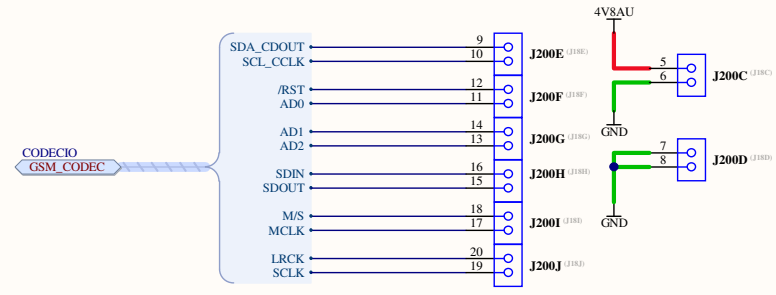 4V8AU
SDA_CDOUT 9
SCL_CCLK 10
J200E (J18E)
/RST 12
AD0 11
J200F (J18F)
AD1 14
AD2 13
J200G (J18G)
SDIN 16
SDOUT 15
J200H (J18H)
M/S 18
MCLK 17
J200I (J18I)
LRCK 20
SCLK 19
J200J (J18J)
CODECIO
GSM_CODEC
5
6
J200C (J18C)
GND
7
8
J200D (J18D)
GND